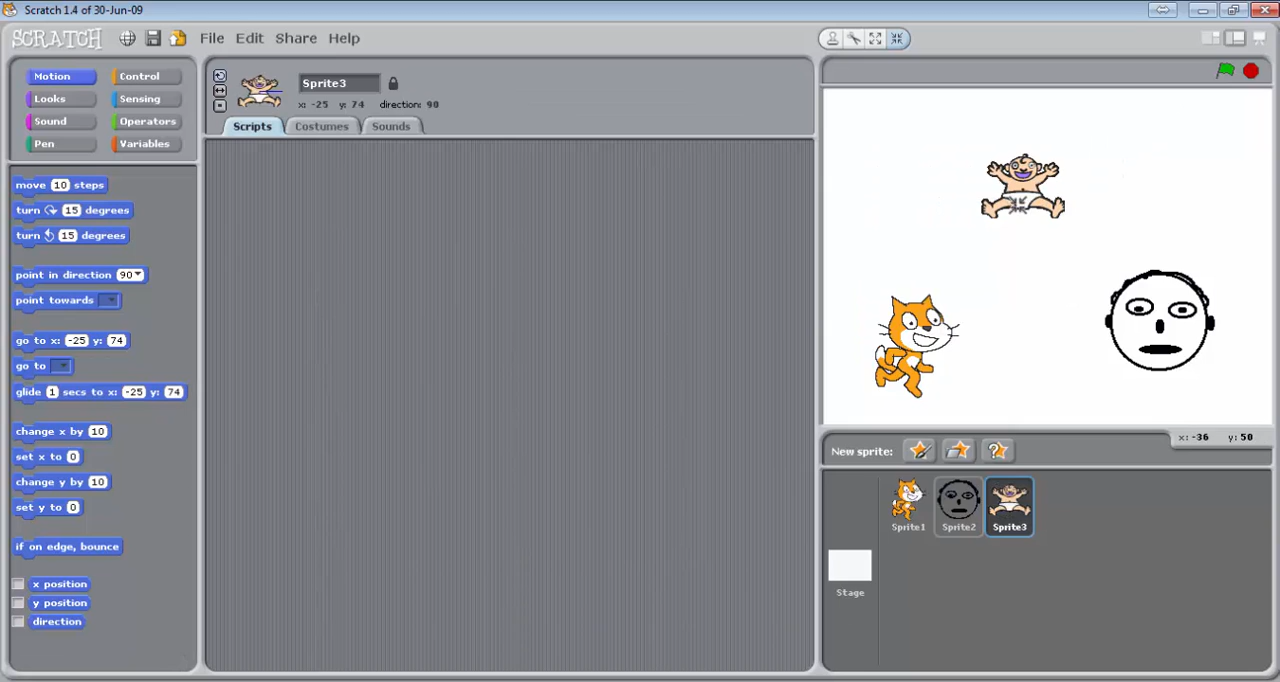 Scratch 1.4 of 30-Jun-09
SCRATCH File Edit Share Help
Motion Control
Looks Sensing
Sound Operators
Pen Variables
move 10 steps
turn 15 degrees
turn 15 degrees
point in direction 90
point towards
go to x: -25 y: 74
go to
glide 1 secs to x: -25 y: 74
change x by 10
set x to 0
change y by 10
set y to 0
if on edge, bounce
x position
y position
direction
Sprite3
x: -25 y: 74 direction: 90
Scripts Costumes Sounds
x: -36 y: 50
New sprite:
Sprite1 Sprite2 Sprite3
Stage